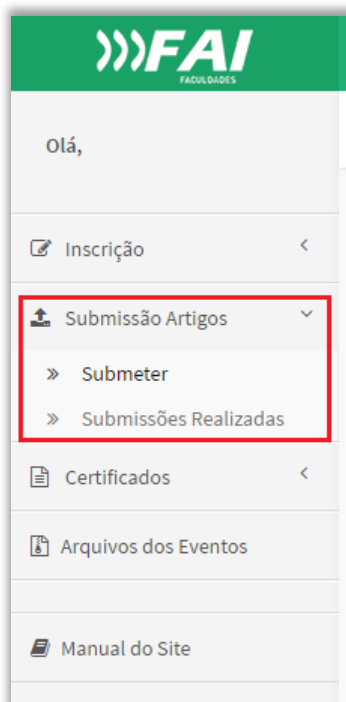 FAI
FACULDADES
Olá,
Inscrição
Submissão Artigos
Submeter
Submissões Realizadas
Certificados
Arquivos dos Eventos
Manual do Site